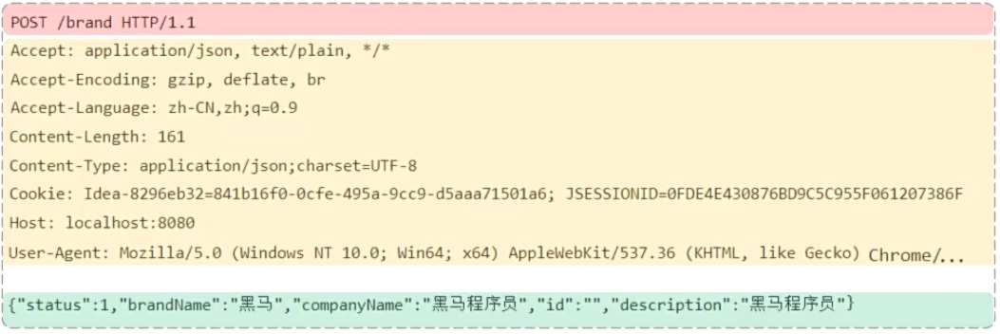 POST /brand HTTP/1.1
Accept: application/json, text/plain, */*
Accept-Encoding: gzip, deflate, br
Accept-Language: zh-CN,zh;q=0.9
Content-Length: 161
Content-Type: application/json;charset=UTF-8
Cookie: Idea-8296eb32=841b16f0-0cfe-495a-9cc9-d5aaa71501a6; JSESSIONID=0FDE4E430876BD9C5C955F061207386F
Host: localhost:8080
User-Agent: Mozilla/5.0 (Windows NT 10.0; Win64; x64) AppleWebKit/537.36 (KHTML, like Gecko) Chrome/...
{"status":1,"brandName":"黑马","companyName":"黑马程序员","id":"","description":"黑马程序员"}